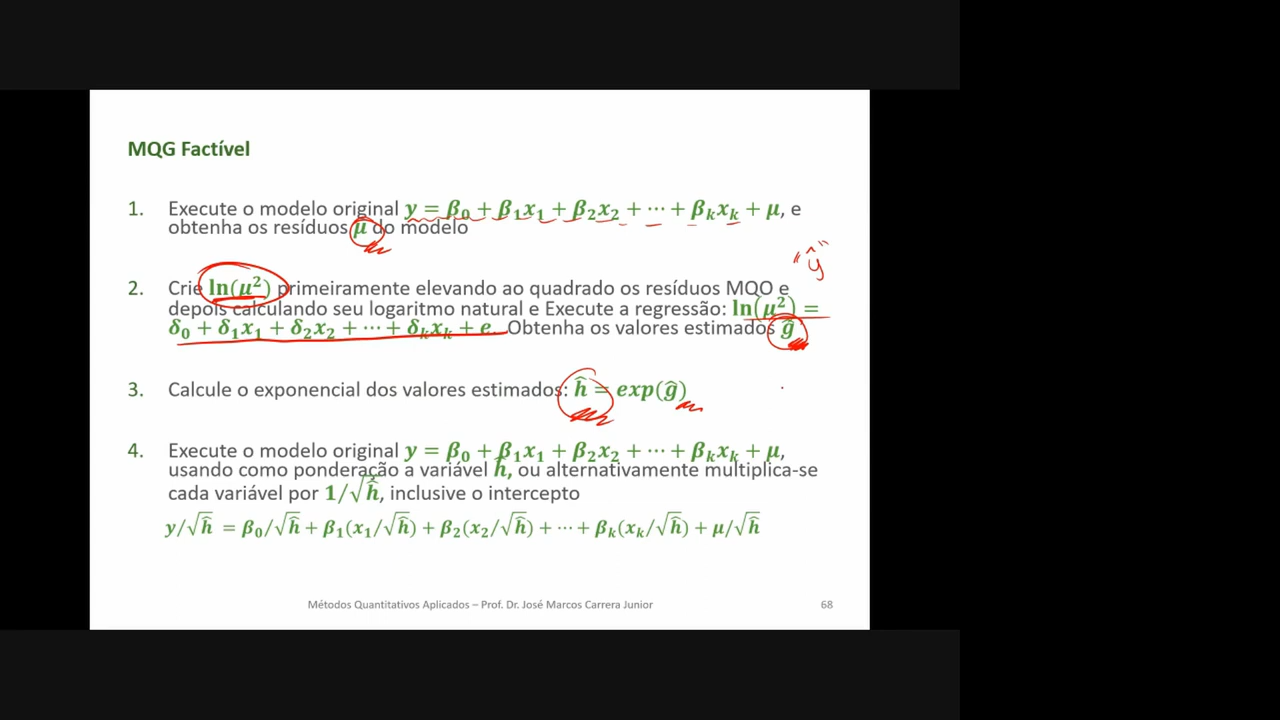 MQG Factível
1. Execute o modelo original y = β₀ + β₁x₁ + β₂x₂ + ⋯ + βₖxₖ + μ, e
obtenha os resíduos μ do modelo
"ŷ"
2. Crie ln(μ²) primeiramente elevando ao quadrado os resíduos MQO e
depois calculando seu logaritmo natural e Execute a regressão: ln(μ²) =
δ₀ + δ₁x₁ + δ₂x₂ + ⋯ + δₖxₖ + e. Obtenha os valores estimados ĝ
3. Calcule o exponencial dos valores estimados: ĥ = exp(ĝ)
4. Execute o modelo original y = β₀ + β₁x₁ + β₂x₂ + ⋯ + βₖxₖ + μ,
usando como ponderação a variável ĥ, ou alternativamente multiplica-se
cada variável por 1/√ĥ, inclusive o intercepto
y/√ĥ = β₀/√ĥ + β₁(x₁/√ĥ) + β₂(x₂/√ĥ) + ⋯ + βₖ(xₖ/√ĥ) + μ/√ĥ
Métodos Quantitativos Aplicados – Prof. Dr. José Marcos Carrera Junior
68